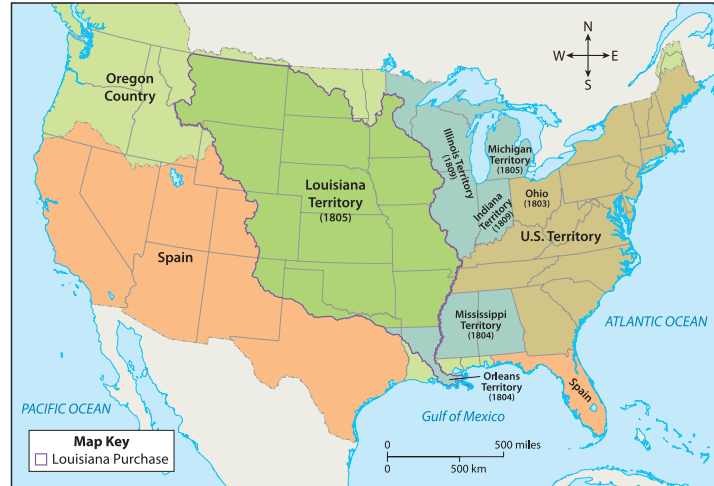 N
W E
S
Oregon
Country
Louisiana
Territory
(1805)
Spain
Illinois Territory
(1809)
Michigan
Territory
(1805)
Indiana
Territory
(1809)
Ohio
(1803)
U.S. Territory
Mississippi
Territory
(1804)
ATLANTIC OCEAN
Orleans
Territory
(1804)
Spain
PACIFIC OCEAN
Gulf of Mexico
Map Key
Louisiana Purchase
0 500 miles
0 500 km